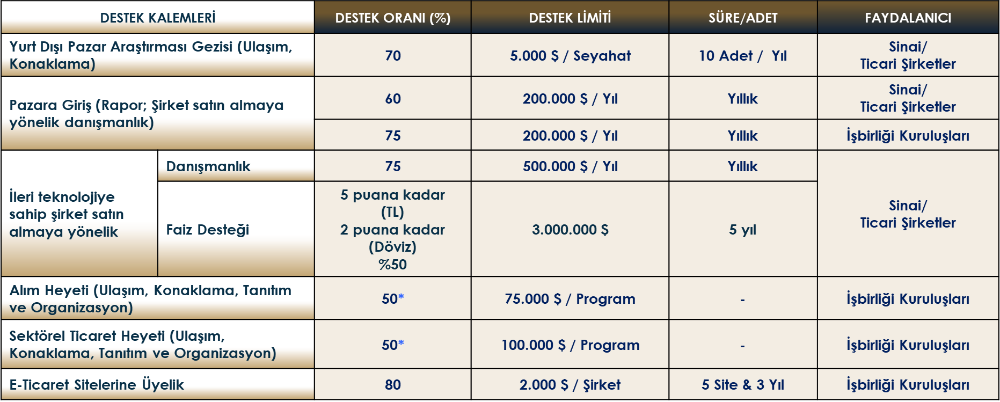 DESTEK KALEMLERİ
DESTEK ORANI (%)
DESTEK LİMİTİ
SÜRE/ADET
FAYDALANICI
Yurt Dışı Pazar Araştırması Gezisi (Ulaşım,
Konaklama)
70
5.000 $ / Seyahat
10 Adet / Yıl
Sinai/
Ticari Şirketler
Pazara Giriş (Rapor; Şirket satın almaya
yönelik danışmanlık)
60
200.000 $ / Yıl
Yıllık
Sinai/
Ticari Şirketler
75
200.000 $ / Yıl
Yıllık
İşbirliği Kuruluşları
İleri teknolojiye
sahip şirket satın
almaya yönelik
Danışmanlık
75
500.000 $ / Yıl
Yıllık
Sinai/
Ticari Şirketler
Faiz Desteği
5 puana kadar
(TL)
2 puana kadar
(Döviz)
%50
3.000.000 $
5 yıl
Alım Heyeti (Ulaşım, Konaklama, Tanıtım
ve Organizasyon)
50*
75.000 $ / Program
-
İşbirliği Kuruluşları
Sektörel Ticaret Heyeti (Ulaşım,
Konaklama, Tanıtım ve Organizasyon)
50*
100.000 $ / Program
-
İşbirliği Kuruluşları
E-Ticaret Sitelerine Üyelik
80
2.000 $ / Şirket
5 Site & 3 Yıl
İşbirliği Kuruluşları